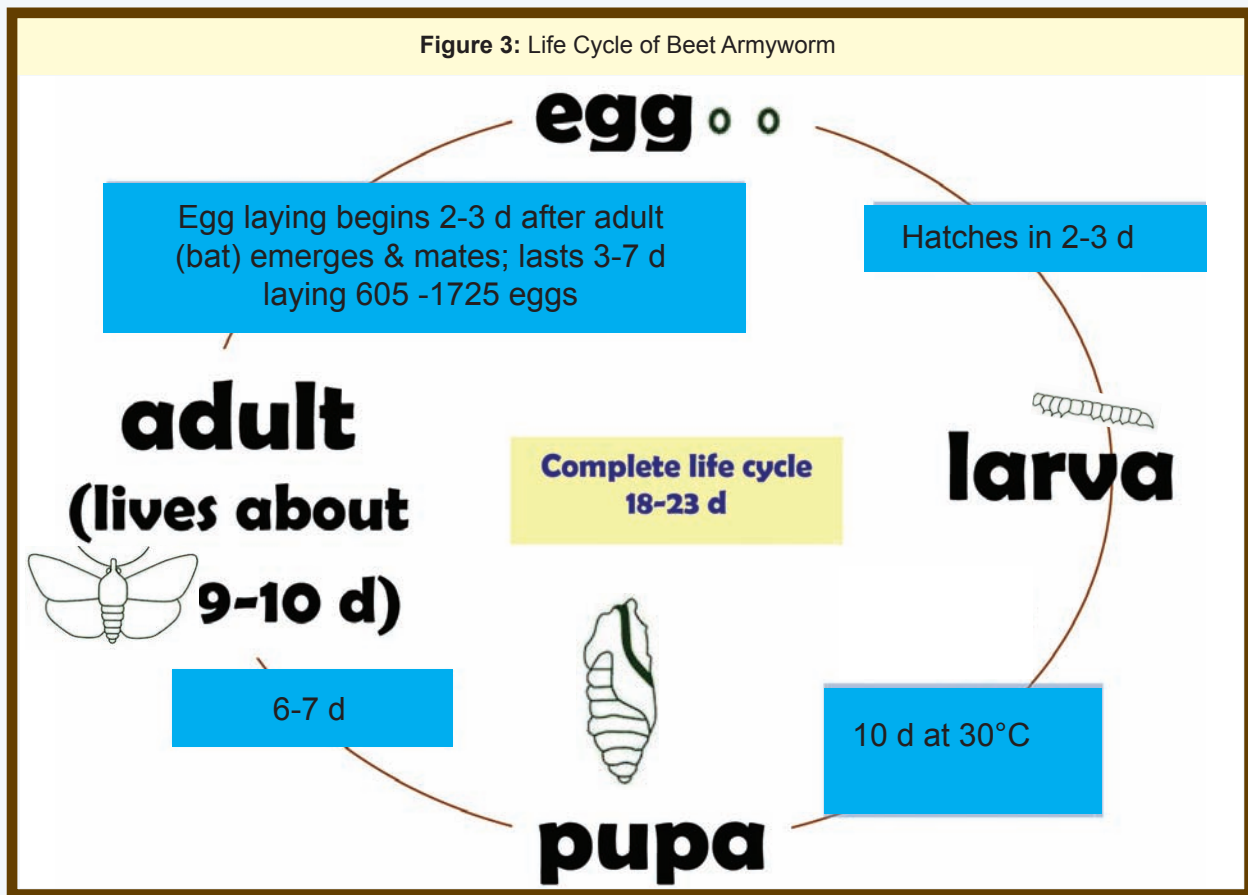 Figure 3: Life Cycle of Beet Armyworm
egg
Egg laying begins 2-3 d after adult
(bat) emerges & mates; lasts 3-7 d
laying 605 -1725 eggs
Hatches in 2-3 d
adult
(lives about
9-10 d)
Complete life cycle
18-23 d
larva
6-7 d
10 d at 30°C
pupa